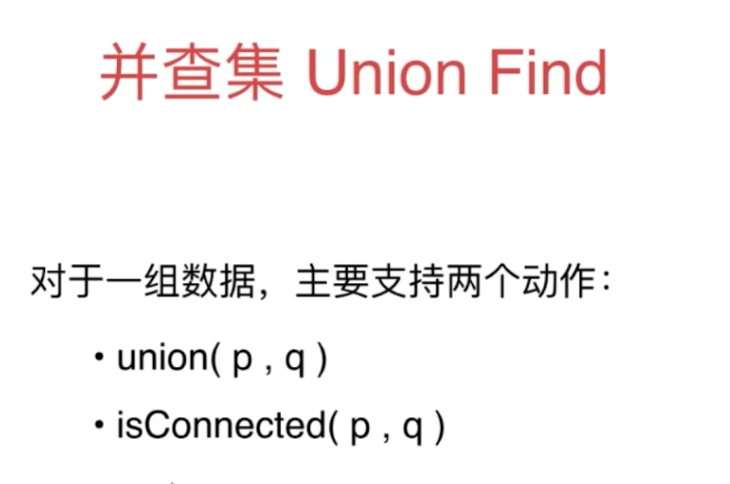 并查集 Union Find
对于一组数据，主要支持两个动作：
• union( p , q )
• isConnected( p , q )